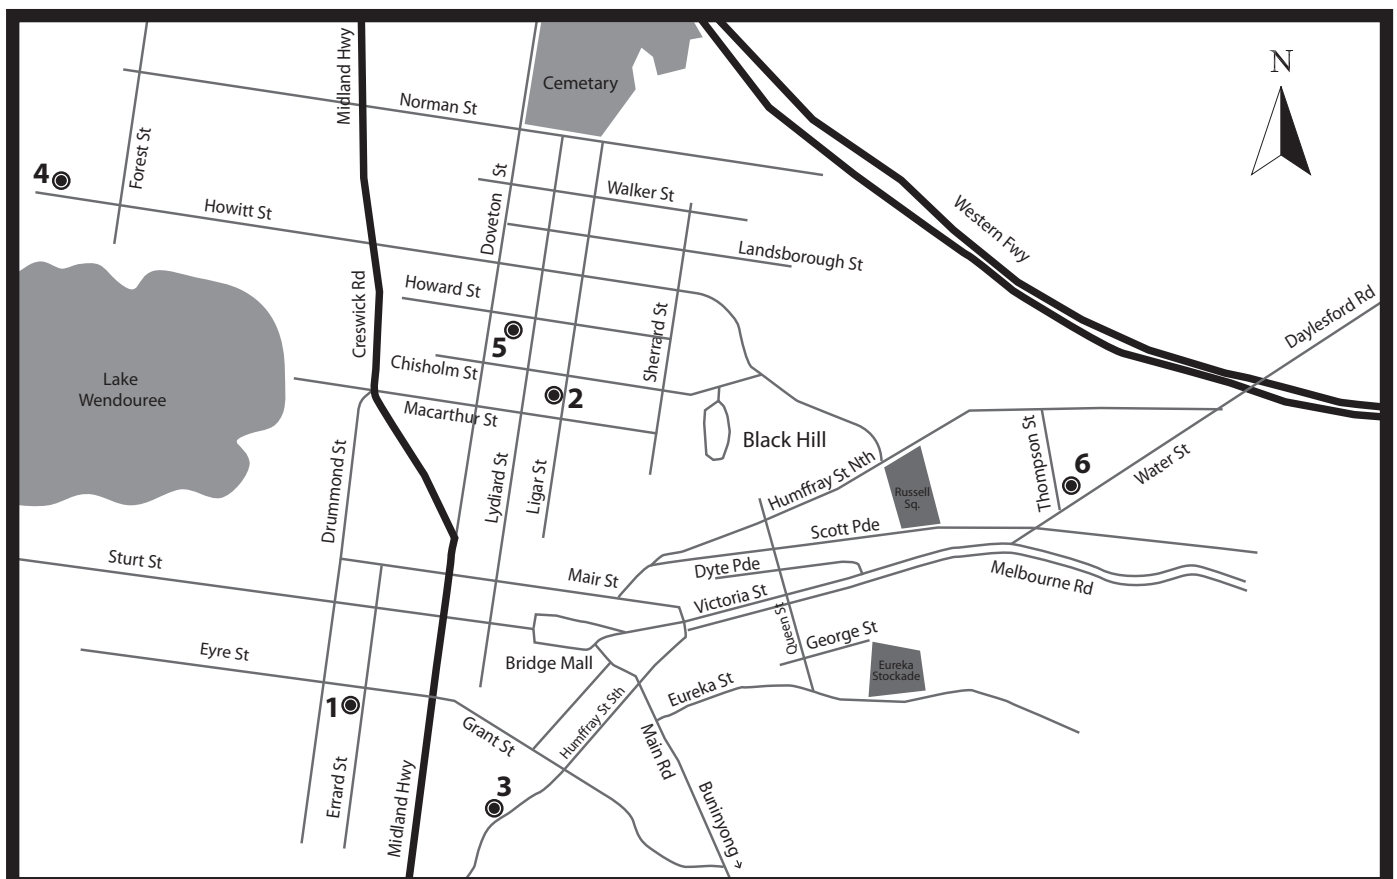 Midland Hwy
Cemetary
N
Norman St
Forest St
4
Doveton St
Walker St
Howitt St
Western Fwy
Landsborough St
Creswick Rd
Howard St
Sherrard St
Daylesford Rd
5
Chisholm St
Lake
Wendouree
2
Macarthur St
Black Hill
Thompson St
Drummond St
Lydiard St
Ligar St
Humffray St Nth
6
Water St
Russell
Sq.
Scott Pde
Sturt St
Mair St
Dyte Pde
Melbourne Rd
Victoria St
Queen St
George St
Eyre St
Bridge Mall
Eureka
Stockade
Eureka St
1
Grant St
Humffray St Sth
Main Rd
Errard St
3
Midland Hwy
Buninyong →